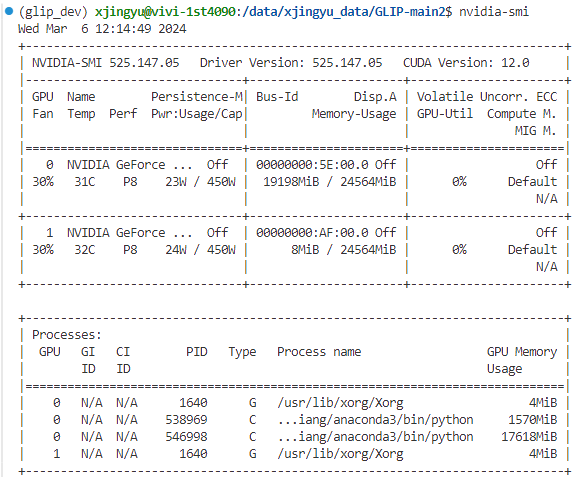 (glip_dev) xjingyu@vivi-1st4090:/data/xjingyu_data/GLIP-main2$ nvidia-smi
Wed Mar  6 12:14:49 2024
+-----------------------------------------------------------------------------+
| NVIDIA-SMI 525.147.05   Driver Version: 525.147.05   CUDA Version: 12.0     |
|-------------------------------+----------------------+----------------------+
| GPU  Name        Persistence-M| Bus-Id        Disp.A | Volatile Uncorr. ECC |
| Fan  Temp  Perf  Pwr:Usage/Cap|         Memory-Usage | GPU-Util  Compute M. |
|                               |                      |               MIG M. |
|===============================+======================+======================|
|   0  NVIDIA GeForce ...  Off  | 00000000:5E:00.0 Off |                  Off |
| 30%   31C    P8    23W / 450W |  19198MiB / 24564MiB |      0%      Default |
|                               |                      |                  N/A |
+-------------------------------+----------------------+----------------------+
|   1  NVIDIA GeForce ...  Off  | 00000000:AF:00.0 Off |                  Off |
| 30%   32C    P8    24W / 450W |      8MiB / 24564MiB |      0%      Default |
|                               |                      |                  N/A |
+-------------------------------+----------------------+----------------------+

+-----------------------------------------------------------------------------+
| Processes:                                                                  |
|  GPU   GI   CI        PID   Type   Process name                  GPU Memory |
|        ID   ID                                                   Usage      |
|=============================================================================|
|    0   N/A  N/A      1640      G   /usr/lib/xorg/Xorg                  4MiB |
|    0   N/A  N/A    538969      C   ...iang/anaconda3/bin/python     1570MiB |
|    0   N/A  N/A    546998      C   ...iang/anaconda3/bin/python    17618MiB |
|    1   N/A  N/A      1640      G   /usr/lib/xorg/Xorg                  4MiB |
+-----------------------------------------------------------------------------+